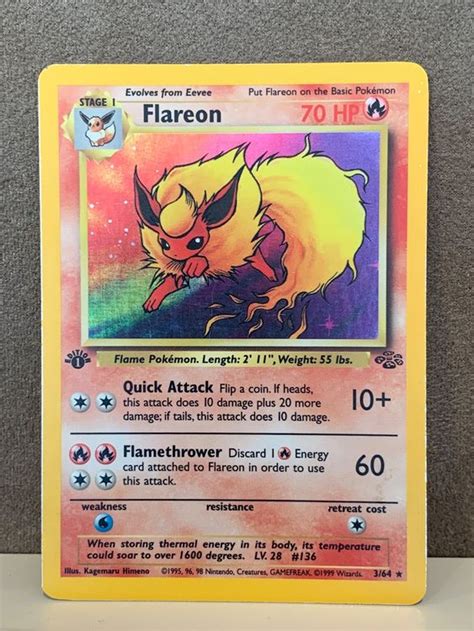 Evolves from Eevee Put Flareon on the Basic Pokémon
STAGE 1 Flareon 70 HP
EDITION
1
Flame Pokémon. Length: 2' 11", Weight: 55 lbs.
Quick Attack Flip a coin. If heads,
this attack does 10 damage plus 20 more
damage; if tails, this attack does 10 damage.
10+
Flamethrower Discard 1 Energy
card attached to Flareon in order to use
this attack.
60
weakness resistance retreat cost
When storing thermal energy in its body, its temperature
could soar to over 1600 degrees. LV. 28 #136
Illus. Kagemaru Himeno ©1995, 96, 98 Nintendo, Creatures, GAMEFREAK. ©1999 Wizards. 3/64 ★